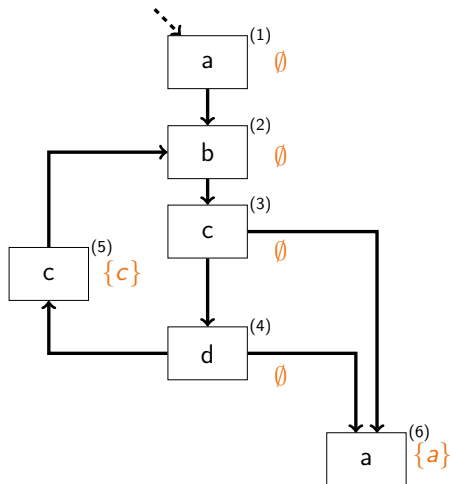 (1)
a
∅
(2)
b
∅
(3)
c
∅
(5)
c
{c}
(4)
d
∅
(6)
a
{a}